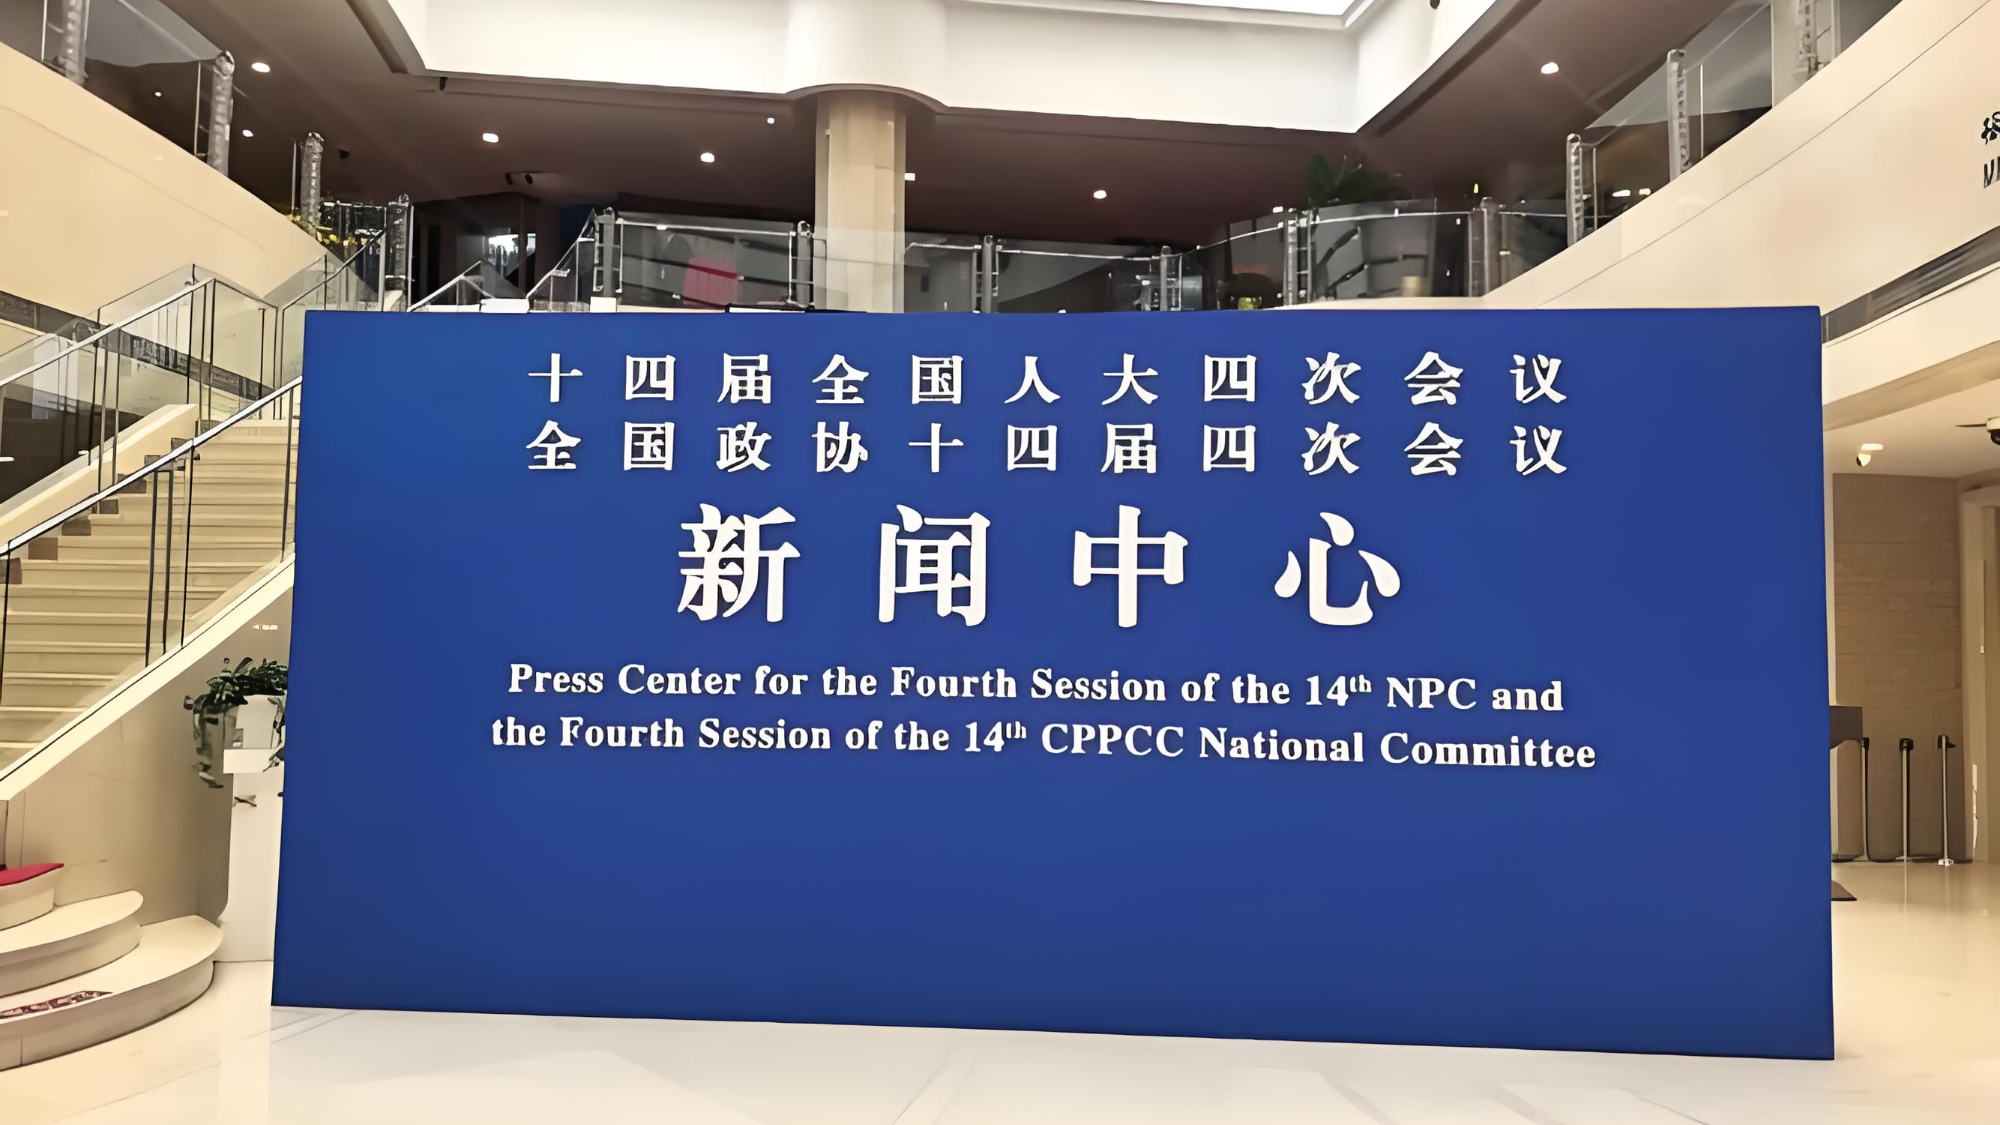 十四届全国人大四次会议
全国政协十四届四次会议
新闻中心
Press Center for the Fourth Session of the 14th NPC and
the Fourth Session of the 14th CPPCC National Committee